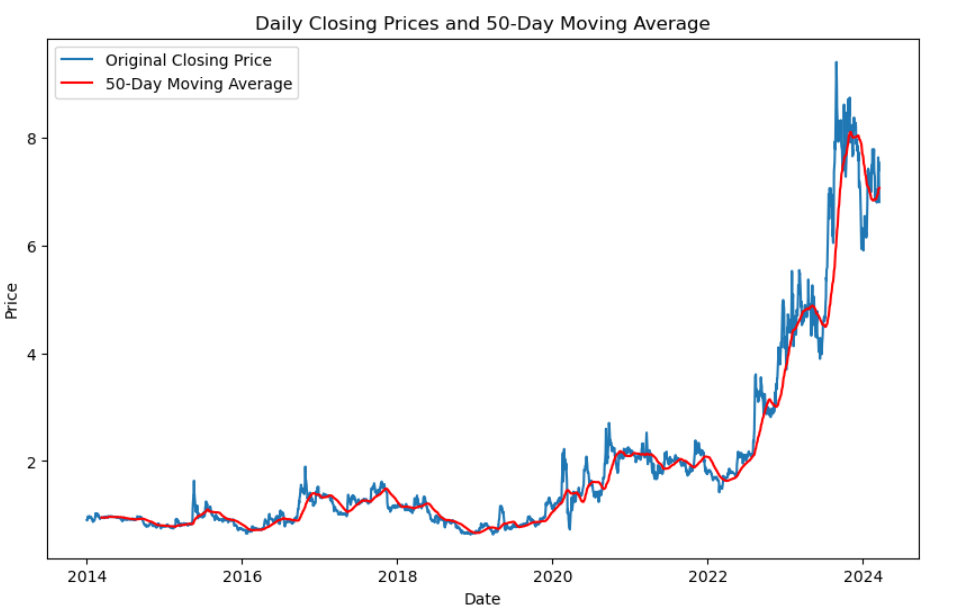 Daily Closing Prices and 50-Day Moving Average
Original Closing Price
50-Day Moving Average
8
6
4
2
Price
2014 2016 2018 2020 2022 2024
Date